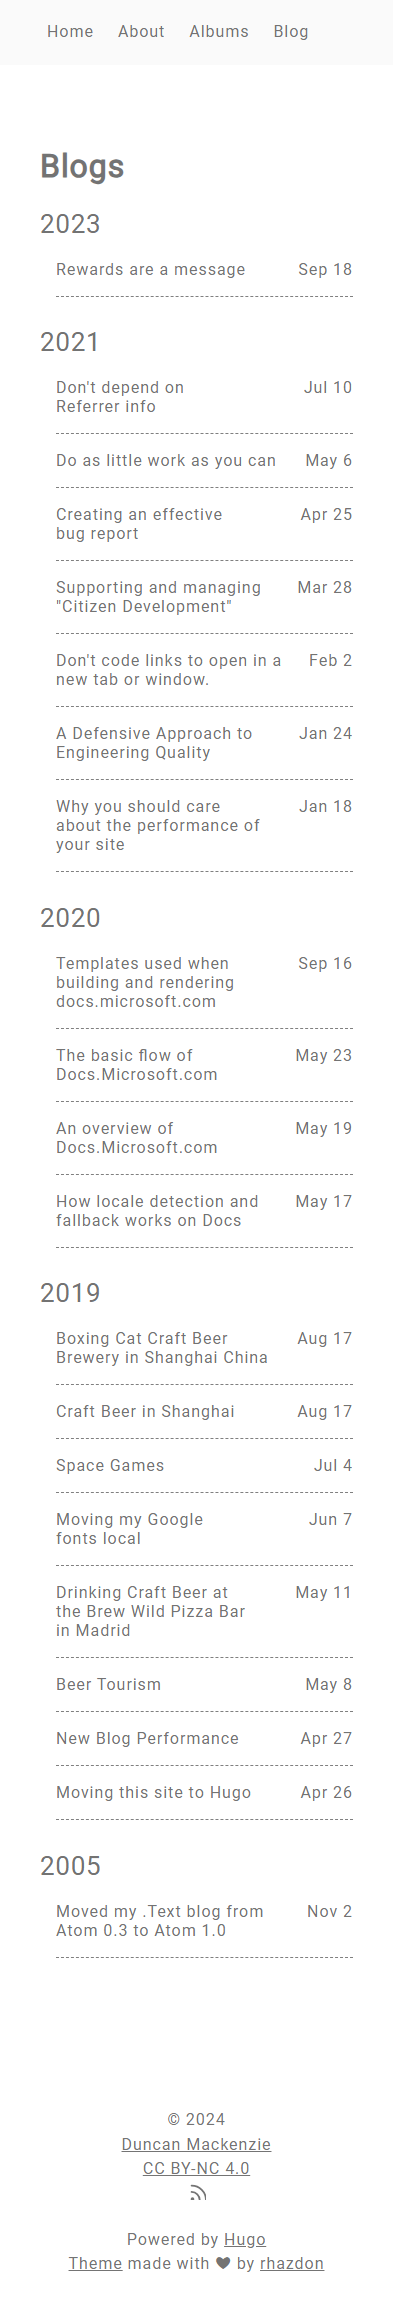 Home About Albums Blog
Blogs
2023
Rewards are a message Sep 18
2021
Don't depend on Jul 10
Referrer info
Do as little work as you can May 6
Creating an effective Apr 25
bug report
Supporting and managing Mar 28
"Citizen Development"
Don't code links to open in a Feb 2
new tab or window.
A Defensive Approach to Jan 24
Engineering Quality
Why you should care Jan 18
about the performance of
your site
2020
Templates used when Sep 16
building and rendering
docs.microsoft.com
The basic flow of May 23
Docs.Microsoft.com
An overview of May 19
Docs.Microsoft.com
How locale detection and May 17
fallback works on Docs
2019
Boxing Cat Craft Beer Aug 17
Brewery in Shanghai China
Craft Beer in Shanghai Aug 17
Space Games Jul 4
Moving my Google Jun 7
fonts local
Drinking Craft Beer at May 11
the Brew Wild Pizza Bar
in Madrid
Beer Tourism May 8
New Blog Performance Apr 27
Moving this site to Hugo Apr 26
2005
Moved my .Text blog from Nov 2
Atom 0.3 to Atom 1.0
© 2024
Duncan Mackenzie
CC BY-NC 4.0
Powered by Hugo
Theme made with ♥ by rhazdon